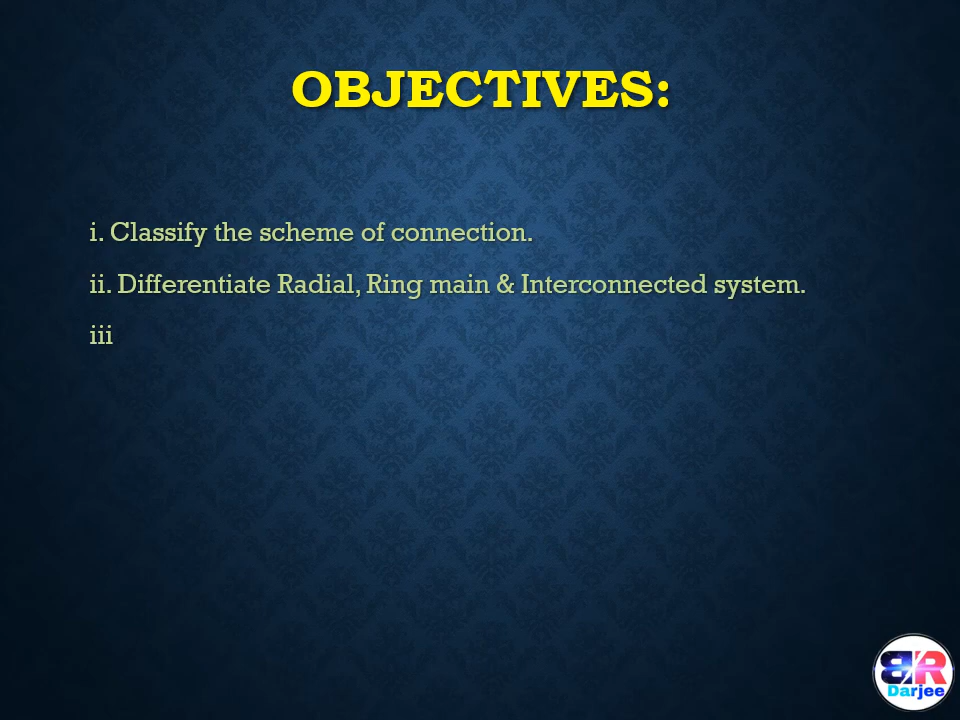 OBJECTIVES:
i. Classify the scheme of connection.
ii. Differentiate Radial, Ring main & Interconnected system.
iii
BR
Darjee